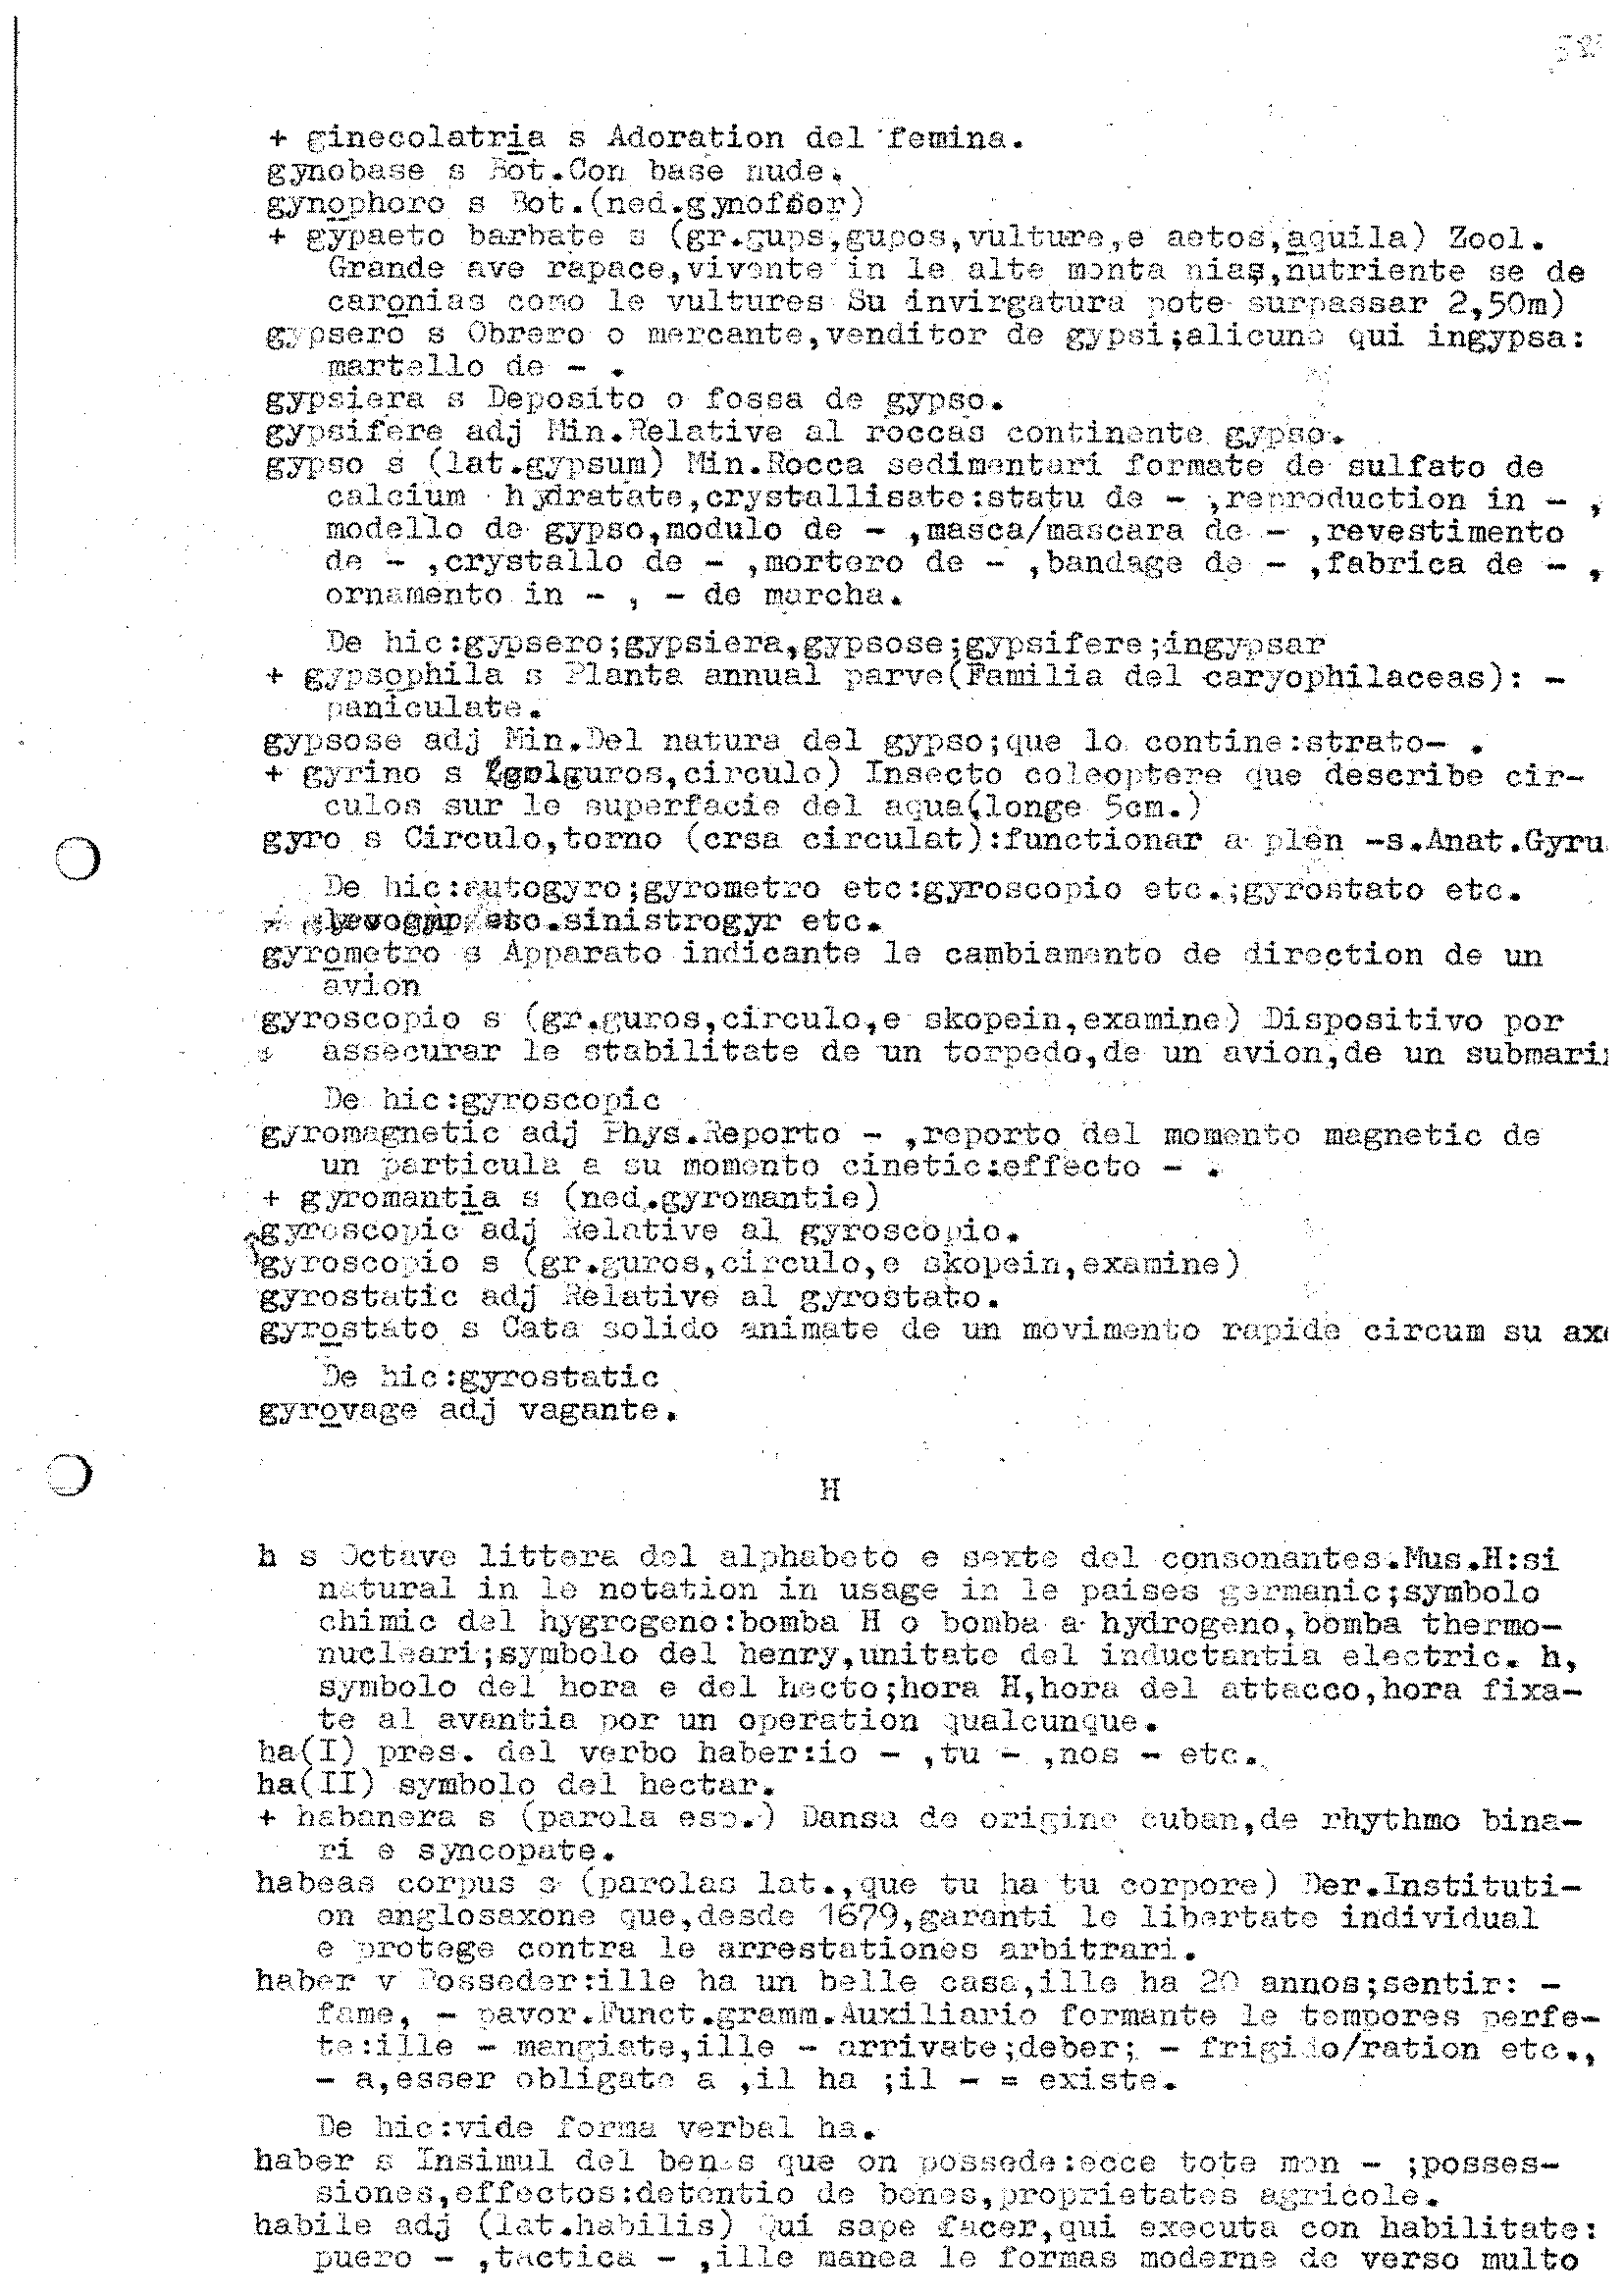 + ginecolatria s Adoration del femina.
gynobase s Bot.Con base nude.
gynophoro s Bot.(ned.gynofoor)
+ gypaeto barbate s (gr.gups,gupos,vulture,e aetos,aquila) Zool.
Grande ave rapace,vivente in le alte monta nias,nutriente se de
caronias como le vultures Su invirgatura pote surpassar 2,50m)
gypsero s Obrero o mercante,venditor de gypsi;alicuno qui ingypsa:
martello de - .
gypsiera s Deposito o fossa de gypso.
gypsifere adj Min.Relative al roccas continente gypso.
gypso s (lat.gypsum) Min.Rocca sedimentari formate de sulfato de
calcium hydratate,crystallisate:statu de - ,reproduction in - ,
modello de gypso,modulo de - ,masca/mascara de - ,revestimento
de - ,crystallo de - ,mortero de - ,bandage de - ,fabrica de - ,
ornamento in - , - de marcha.
De hic:gypsero;gypsiera,gypsose;gypsifere;ingypsar
+ gypsophila s Planta annual parve(Familia del caryophilaceas): -
paniculate.
gypsose adj Min.Del natura del gypso;que lo contine:strato- .
+ gyrino s guros,circulo) Insecto coleoptere que describe cir-
culos sur le superfacie del aqua(longe 5cm.)
gyro s Circulo,torno (crsa circulat):functionar a plen -s.Anat.Gyru
De hic:autogyro;gyrometro etc:gyroscopio etc.;gyrostato etc.
sinistrogyr etc.
gyrometro s Apparato indicante le cambiamento de direction de un
avion
gyroscopio s (gr.guros,circulo,e skopein,examine) Dispositivo por
assecurar le stabilitate de un torpedo,de un avion,de un submari
De hic:gyroscopic
gyromagnetic adj Phys.Reporto - ,reporto del momento magnetic de
un particula a su momento cinetic:effecto - .
+ gyromantia s (ned.gyromantie)
gyroscopic adj Relative al gyroscopio.
gyroscopio s (gr.guros,circulo,e skopein,examine)
gyrostatic adj Relative al gyrostato.
gyrostato s Cata solido animate de un movimento rapide circum su axe
De hic:gyrostatic
gyrovage adj vagante.
H
h s Octave littera del alphabeto e sexte del consonantes.Mus.H:si
natural in le notation in usage in le paises germanic;symbolo
chimic del hygrogeno:bomba H o bomba a hydrogeno,bomba thermo-
nucleari;symbolo del henry,unitate del inductantia electric. h,
symbolo del hora e del hecto;hora H,hora del attacco,hora fixa-
te al avantia por un operation qualcunque.
ha(I) pres. del verbo haber:io - ,tu - ,nos - etc.
ha(II) symbolo del hectar.
+ habanera s (parola esp.) Dansa de origine cuban,de rhythmo bina-
ri e syncopate.
habeas corpus s (parolas lat.,que tu ha tu corpore) Der.Instituti-
on anglosaxone que,desde 1679,garanti le libertate individual
e protege contra le arrestationes arbitrari.
haber v Posseder:ille ha un belle casa,ille ha 20 annos;sentir: -
fame, - pavor.Funct.gramm.Auxiliario formante le tempores perfe-
te:ille - mangiate,ille - arrivate;deber; - frigido/ration etc.,
- a,esser obligate a ,il ha ;il - = existe.
De hic:vide forma verbal ha.
haber s Insimul del benes que on possede:ecce tote mon - ;posses-
siones,effectos:detentio de benes,proprietates agricole.
habile adj (lat.habilis) Qui sape facer,qui executa con habilitate:
puero - ,tactica - ,ille manea le formas moderne de verso multo